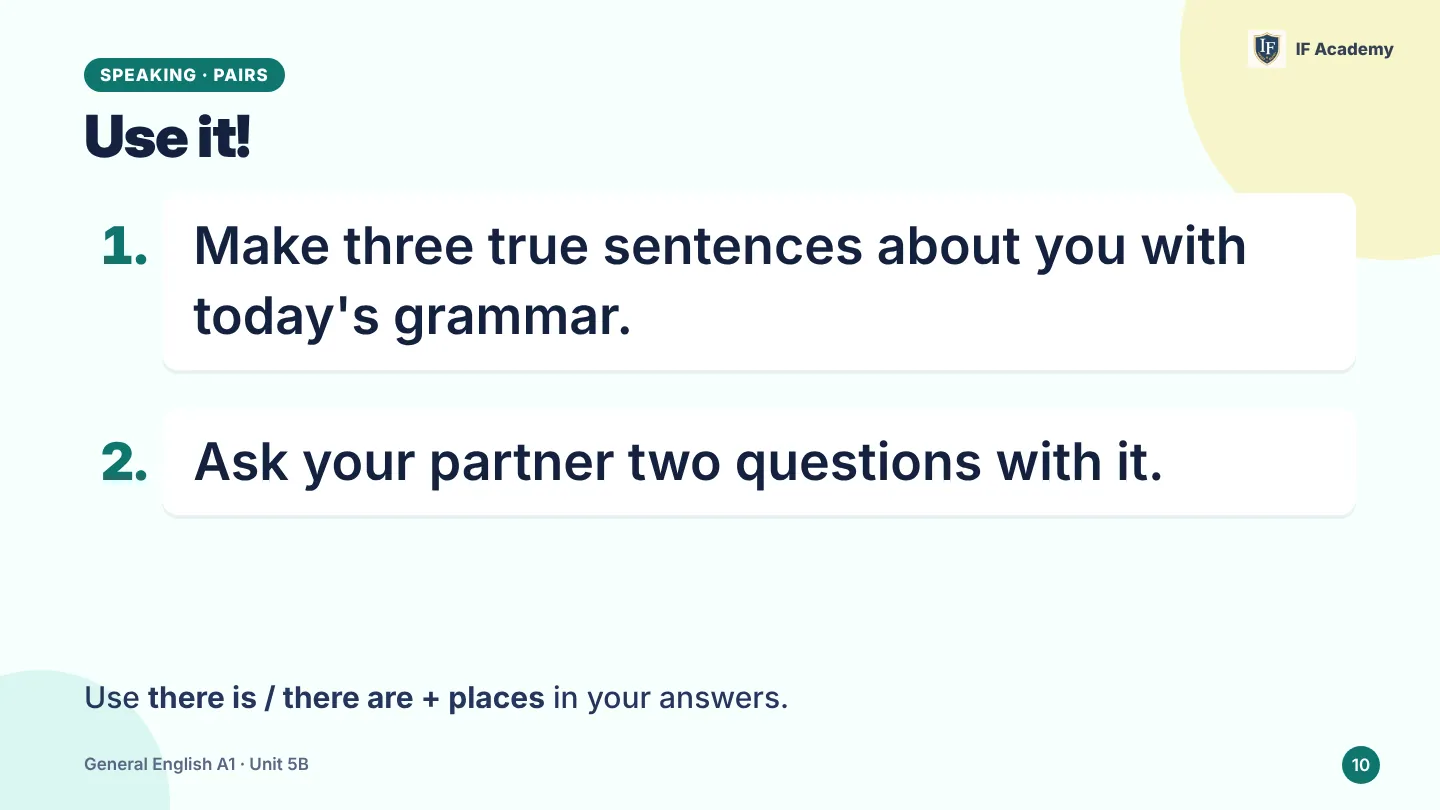 IF Academy
SPEAKING · PAIRS
Use it!
1. Make three true sentences about you with
today's grammar.
2. Ask your partner two questions with it.
Use there is / there are + places in your answers.
General English A1 · Unit 5B
10